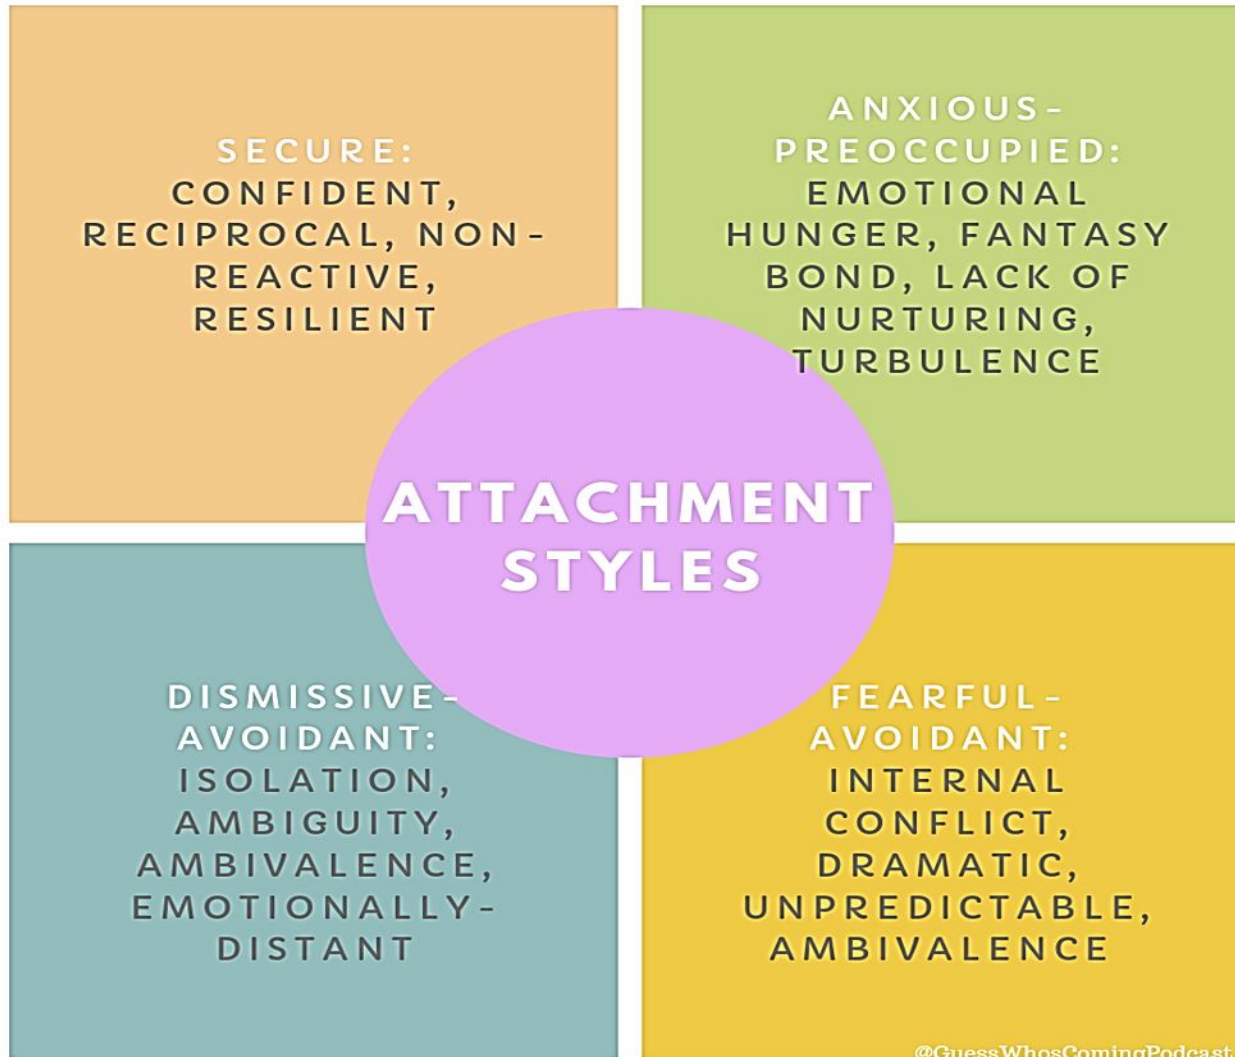 SECURE:
CONFIDENT,
RECIPROCAL, NON-
REACTIVE,
RESILIENT
ANXIOUS-
PREOCCUPIED:
EMOTIONAL
HUNGER, FANTASY
BOND, LACK OF
NURTURING,
TURBULENCE
ATTACHMENT
STYLES
DISMISSIVE-
AVOIDANT:
ISOLATION,
AMBIGUITY,
AMBIVALENCE,
EMOTIONALLY-
DISTANT
FEARFUL-
AVOIDANT:
INTERNAL
CONFLICT,
DRAMATIC,
UNPREDICTABLE,
AMBIVALENCE
@GuessWhosComingPodcast